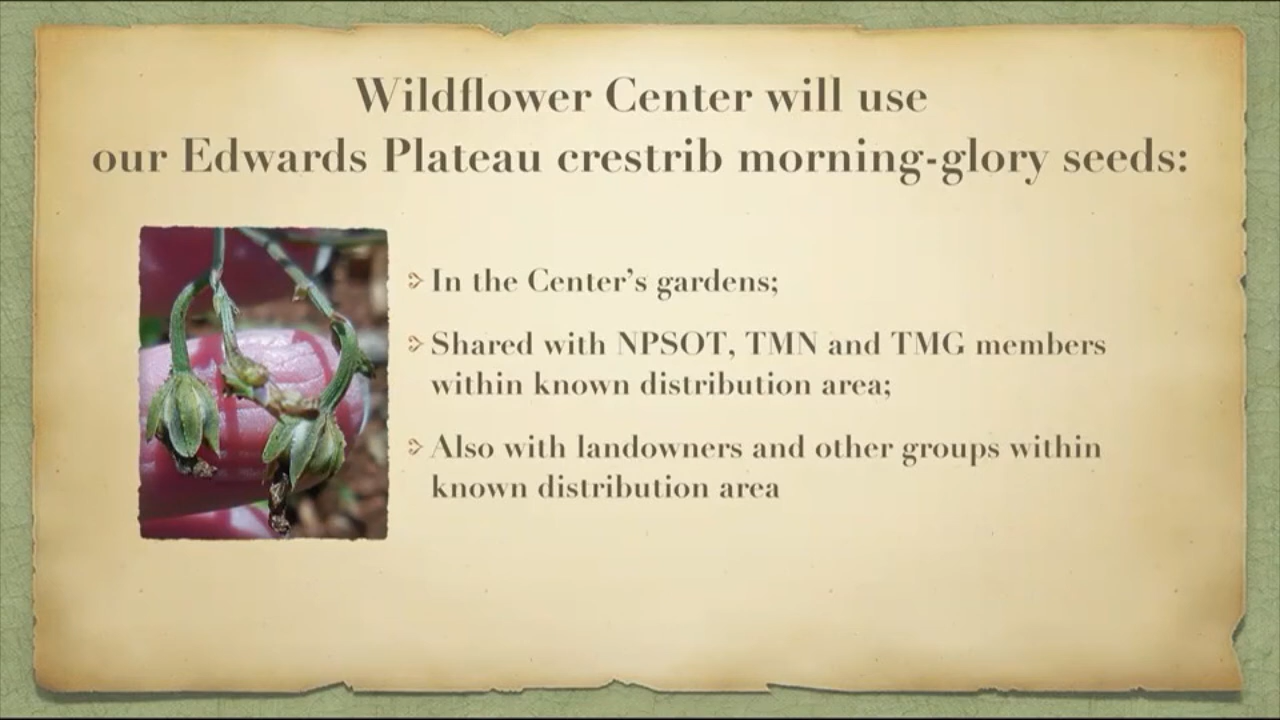 Wildflower Center will use
our Edwards Plateau crestrib morning-glory seeds:
In the Center’s gardens;
Shared with NPSOT, TMN and TMG members
within known distribution area;
Also with landowners and other groups within
known distribution area